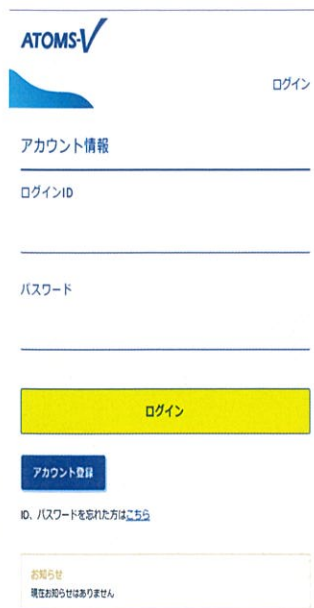 ATOMS-V
ログイン
アカウント情報
ログインID
パスワード
ログイン
アカウント登録
ID、パスワードを忘れた方はこちら
お知らせ
現在お知らせはありません